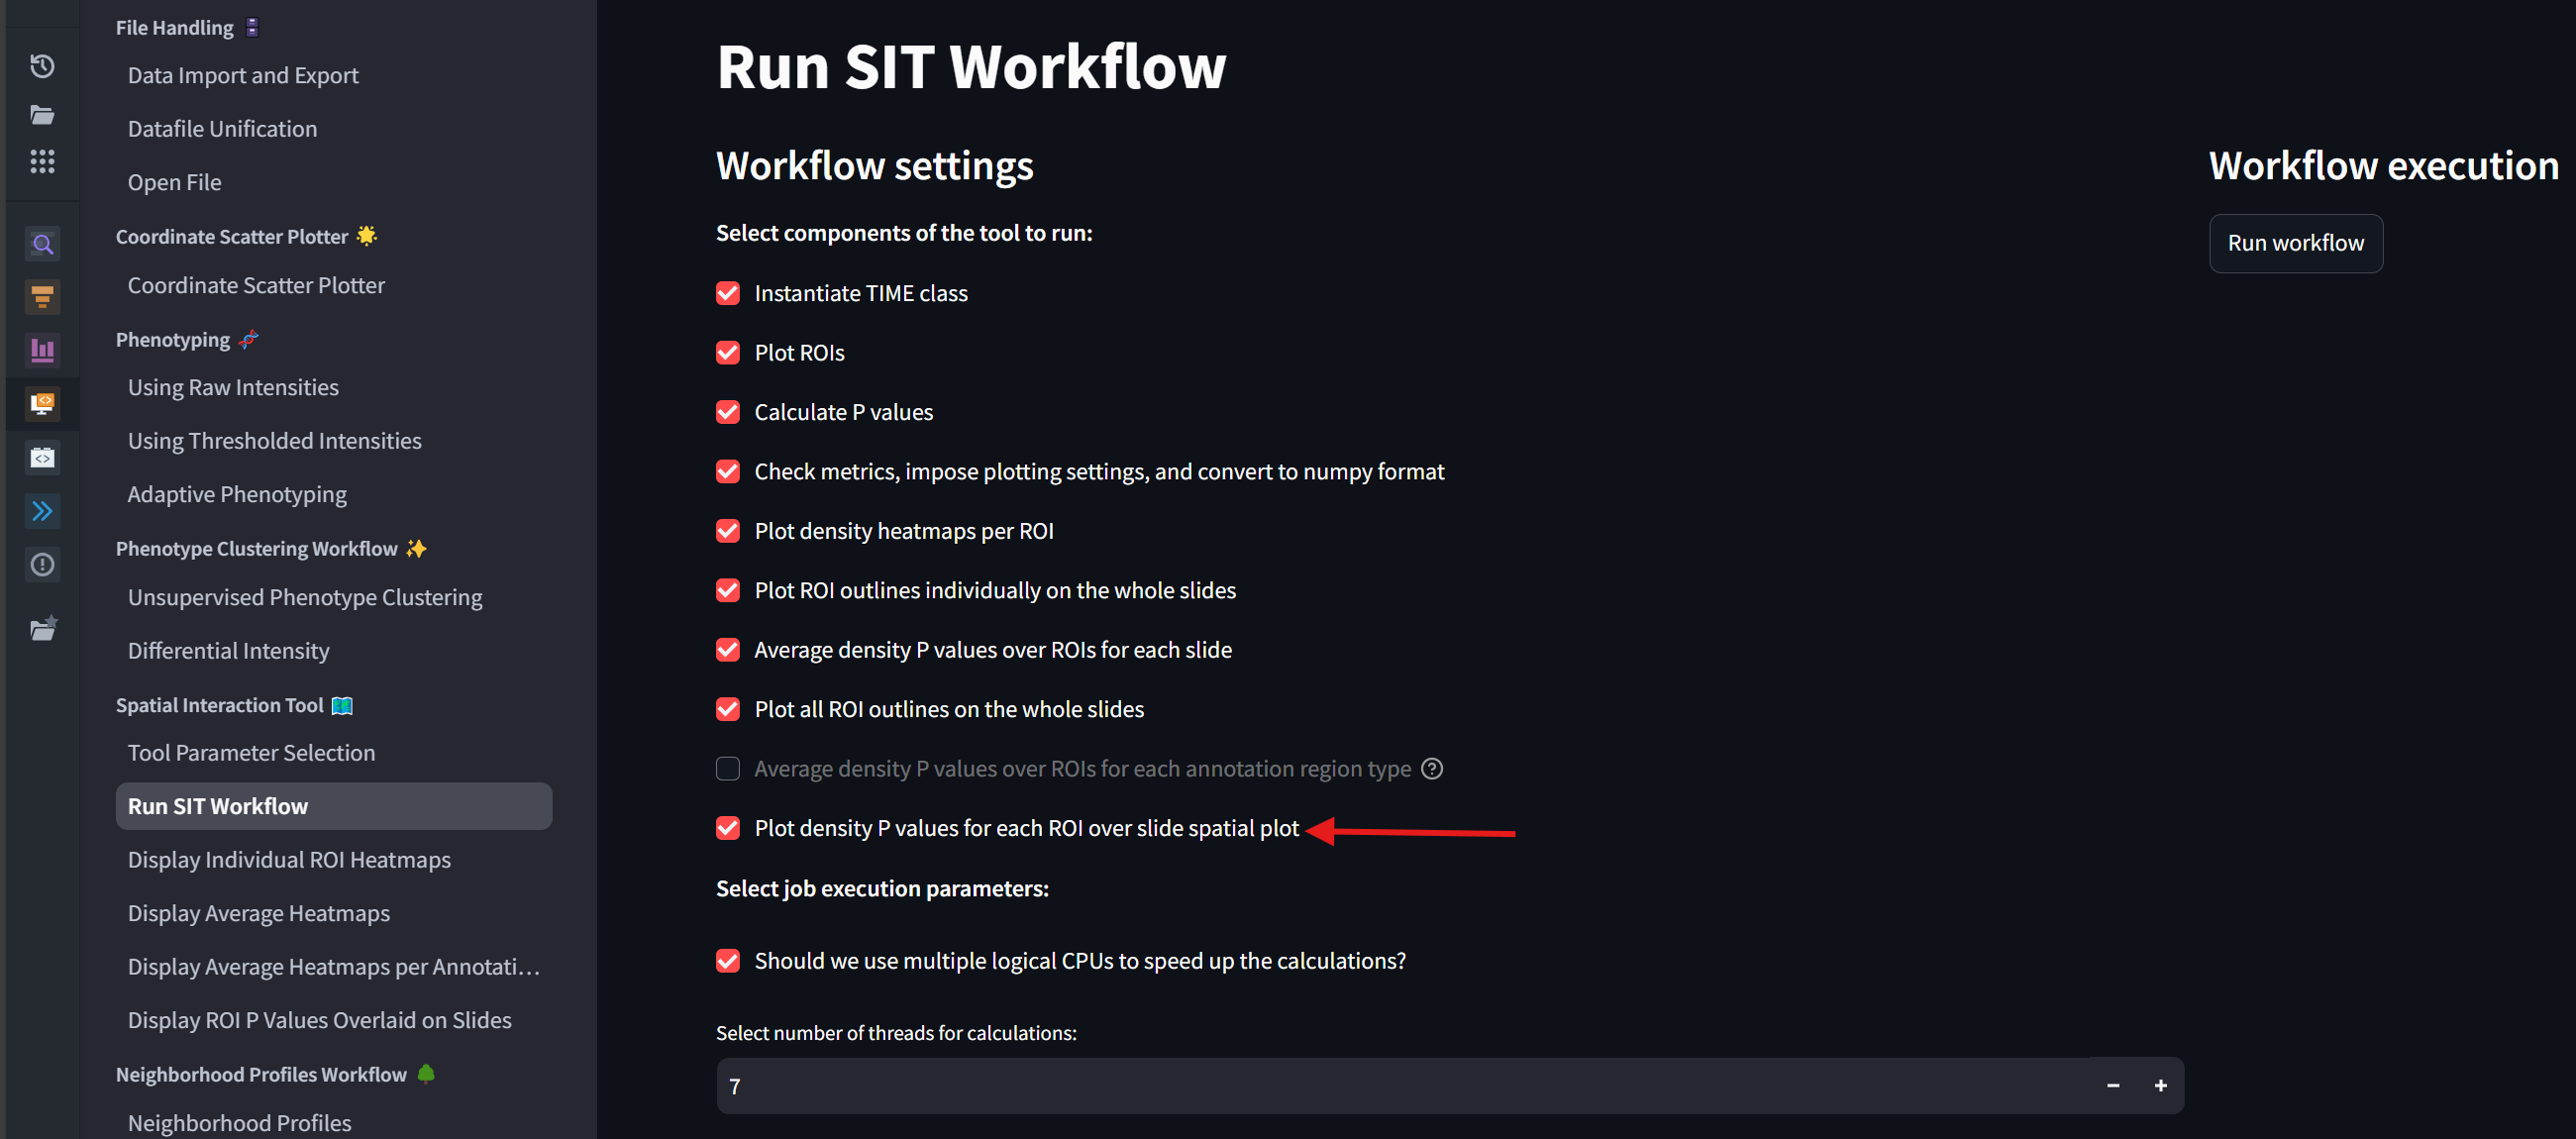 File Handling
Data Import and Export
Datafile Unification
Open File
Coordinate Scatter Plotter
Coordinate Scatter Plotter
Phenotyping
Using Raw Intensities
Using Thresholded Intensities
Adaptive Phenotyping
Phenotype Clustering Workflow
Unsupervised Phenotype Clustering
Differential Intensity
Spatial Interaction Tool
Tool Parameter Selection
Run SIT Workflow
Display Individual ROI Heatmaps
Display Average Heatmaps
Display Average Heatmaps per Annotati...
Display ROI P Values Overlaid on Slides
Neighborhood Profiles Workflow
Neighborhood Profiles
Run SIT Workflow
Workflow settings
Select components of the tool to run:
Instantiate TIME class
Plot ROIs
Calculate P values
Check metrics, impose plotting settings, and convert to numpy format
Plot density heatmaps per ROI
Plot ROI outlines individually on the whole slides
Average density P values over ROIs for each slide
Plot all ROI outlines on the whole slides
Average density P values over ROIs for each annotation region type
Plot density P values for each ROI over slide spatial plot
Select job execution parameters:
Should we use multiple logical CPUs to speed up the calculations?
Select number of threads for calculations:
7
Workflow execution
Run workflow